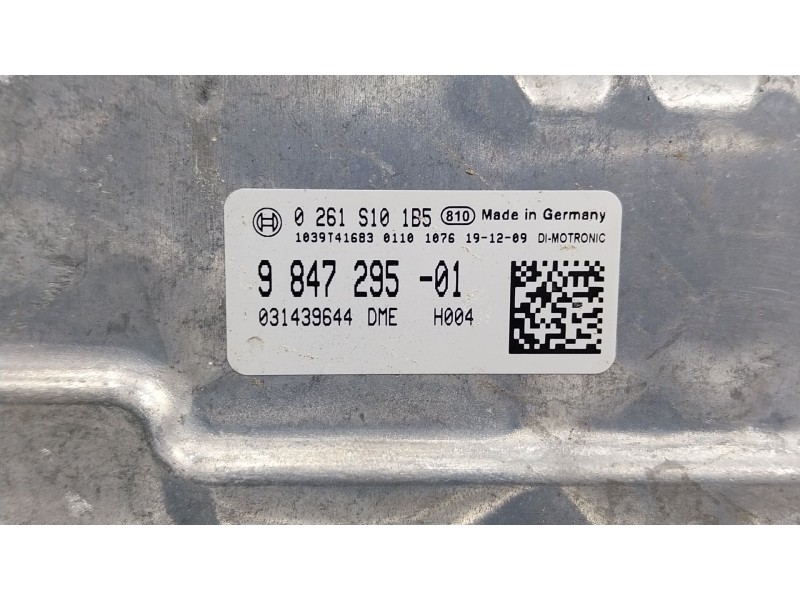 0 261 S10 1B5 810 Made in Germany
1039T41683 0110 1076 19-12-09 DI-MOTRONIC
9 847 295 -01
031439644 DME H004